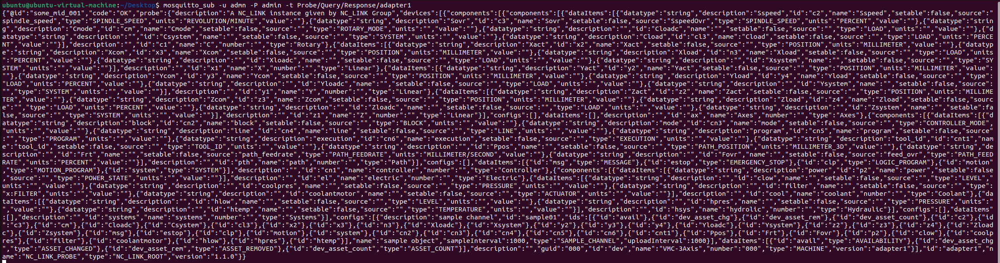 ubuntu@ubuntu-virtual-machine:~/Desktop$ mosquitto_sub -u admn -P admin -t Probe/Query/Response/adapter1
{"@id":"some_mid_001","code":"OK","probe":{"description":"A NC_LINK instance given by NC_LINK Group","devices":[{"components":[{"components":[{"dataItems":[{"datatype":"string","description":"Sspeed","id":"c2","name":"Sspeed","setable":false,"source":"
spindle_speed","type":"SPINDLE_SPEED","units":"REVOLUTION/MINUTE","value":""},{"datatype":"string","description":"Sovr","id":"c3","name":"Sovr","setable":false,"source":"SspeedOvr","type":"SPINDLE_SPEED","units":"PERCENT","value":""},{"datatype":"strin
g","description":"Cmode","id":"cm","name":"Cmode","setable":false,"source":"","type":"ROTARY_MODE","units":"","value":""},{"datatype":"string","description":"","id":"Cloadc","name":"","setable":false,"source":"","type":"LOAD","units":"","value":""},{"d
atatype":"string","description":"","id":"Csystem","name":"","setable":false,"source":"","type":"SYSTEM","units":"","value":""},{"datatype":"string","description":"Cload","id":"cl3","name":"Cload","setable":false,"source":"","type":"LOAD","units":"PERCE
NT","value":""}],"description":"","id":"c1","name":"C","number":"","type":"Rotary"},{"dataItems":[{"datatype":"string","description":"Xact","id":"x2","name":"Xact","setable":false,"source":"","type":"POSITION","units":"MILLIMETER","value":""},{"datatyp
e":"string","description":"Xcom","id":"x3","name":"Xcom","setable":false,"source":"","type":"POSITION","units":"MILLIMETER","value":""},{"datatype":"string","description":"Xload","id":"n3","name":"Xload","setable":false,"source":"","type":"LOAD","units
":"PERCENT","value":""},{"datatype":"string","description":"","id":"Xloadc","name":"","setable":false,"source":"","type":"LOAD","units":"","value":""},{"datatype":"string","description":"","id":"Xsystem","name":"","setable":false,"source":"","type":"SY
STEM","units":"","value":""}],"description":"","id":"x1","name":"X","number":"","type":"Linear"},{"dataItems":[{"datatype":"string","description":"Yact","id":"y2","name":"Yact","setable":false,"source":"","type":"POSITION","units":"MILLIMETER","value":
""},{"datatype":"string","description":"Ycom","id":"y3","name":"Ycom","setable":false,"source":"","type":"POSITION","units":"MILLIMETER","value":""},{"datatype":"string","description":"Yload","id":"y4","name":"Yload","setable":false,"source":"","type":
"LOAD","units":"PERCENT","value":""},{"datatype":"string","description":"","id":"Yloadc","name":"","setable":false,"source":"","type":"LOAD","units":"","value":""},{"datatype":"string","description":"","id":"Ysystem","name":"","setable":false,"source":
"","type":"SYSTEM","units":"","value":""}],"description":"","id":"y1","name":"Y","number":"","type":"Linear"},{"dataItems":[{"datatype":"string","description":"Zact","id":"z2","name":"Zact","setable":false,"source":"","type":"POSITION","units":"MILLIME
TER","value":""},{"datatype":"string","description":"Zcom","id":"z3","name":"Zcom","setable":false,"source":"","type":"POSITION","units":"MILLIMETER","value":""},{"datatype":"string","description":"Zload","id":"z4","name":"Zload","setable":false,"sourc
e":"","type":"LOAD","units":"PERCENT","value":""},{"datatype":"string","description":"","id":"Zloadc","name":"","setable":false,"source":"","type":"LOAD","units":"","value":""},{"datatype":"string","description":"","id":"Zsystem","name":"","setable":fa
lse,"source":"","type":"SYSTEM","units":"","value":""}],"description":"","id":"z1","name":"Z","number":"","type":"Linear"}],"configs":[],"dataItems":[],"description":"","id":"ax","name":"Axes","number":"","type":"Axes"},{"components":[{"dataItems":[{"d
atatype":"string","description":"block","id":"cn2","name":"block","setable":false,"source":"","type":"BLOCK","units":"","value":""},{"datatype":"string","description":"mode","id":"cn3","name":"mode","setable":false,"source":"","type":"CONTROLLER_MODE",
"units":"","value":""},{"datatype":"string","description":"line","id":"cn4","name":"line","setable":false,"source":"","type":"LINE","units":"","value":""},{"datatype":"string","description":"program","id":"cn5","name":"program","setable":false,"source"
:"","type":"PROGRAM","units":"","value":""},{"datatype":"string","description":"execution","id":"cn6","name":"execution","setable":false,"source":"","type":"EXECUTION","units":"","value":""},{"datatype":"string","description":"tool_id","id":"cnt1","nam
e":"tool_id","setable":false,"source":"","type":"TOOL_ID","units":"","value":""},{"datatype":"string","description":"","id":"Ppos","name":"","setable":false,"source":"","type":"PATH_POSITION","units":"MILLIMETER_3D","value":""},{"datatype":"string","de
scription":"","id":"Frt","name":"","setable":false,"source":"path_feedrate","type":"PATH_FEEDRATE","units":"MILLIMETER/SECOND","value":""},{"datatype":"string","description":"","id":"Fovr","name":"","setable":false,"source":"feed_ovr","type":"PATH_FEED
RATE","units":"PERCENT","value":""}],"description":"","id":"pth","name":"path","number":"","type":"Path"}],"configs":[],"dataItems":[{"id":"msg","type":"MESSAGE"},{"id":"estop","type":"EMERGENCY_STOP"},{"id":"clp","type":"LOGIC_PROGRAM"},{"id":"motion"
,"type":"MOTION_PROGRAM"},{"id":"system","type":"SYSTEM"}],"description":"","id":"cn1","name":"controller","number":"","type":"Controller"},{"components":[{"dataItems":[{"datatype":"string","description":"power","id":"p2","name":"power","setable":false
,"source":"","type":"POWER_STATE","units":"","value":""}],"description":"","id":"el","name":"electric","number":"","type":"Electric"},{"dataItems":[{"datatype":"string","description":"","id":"clow","name":"","setable":false,"source":"","type":"LEVEL","
units":"","value":""},{"datatype":"string","description":"","id":"coolpres","name":"","setable":false,"source":"","type":"PRESSURE","units":"","value":""},{"datatype":"string","description":"","id":"filter","name":"","setable":false,"source":"","type":
"x:FILTER","units":"","value":""},{"datatype":"string","description":"","id":"coolantmotor","name":"","setable":false,"source":"","type":"ACTUATOR","units":"","value":""}],"description":"","id":"cool","name":"coolant","number":"","type":"Coolant"},{"da
taItems":[{"datatype":"string","description":"","id":"hlow","name":"","setable":false,"source":"","type":"LEVEL","units":"","value":""},{"datatype":"string","description":"","id":"hpres","name":"","setable":false,"source":"","type":"PRESSURE","units":"
","value":""},{"datatype":"string","description":"","id":"htemp","name":"","setable":false,"source":"","type":"TEMPERATURE","units":"","value":""}],"description":"","id":"hsys","name":"hydrolic","number":"","type":"Hydraulic"}],"configs":[],"dataItems"
:[],"description":"","id":"systems","name":"systems","number":"","type":"Systems"}],"configs":[{"description":"sample channel","id":"sample01","ids":[{"id":"avail"},{"id":"dev_asset_chg"},{"id":"dev_asset_rem"},{"id":"dev_asset_count"},{"id":"c2"},{"id
":"c3"},{"id":"cm"},{"id":"Cloadc"},{"id":"Csystem"},{"id":"cl3"},{"id":"x2"},{"id":"x3"},{"id":"n3"},{"id":"Xloadc"},{"id":"Xsystem"},{"id":"y2"},{"id":"y3"},{"id":"y4"},{"id":"Yloadc"},{"id":"Ysystem"},{"id":"z2"},{"id":"z3"},{"id":"z4"},{"id":"Zload
c"},{"id":"Zsystem"},{"id":"msg"},{"id":"estop"},{"id":"clp"},{"id":"motion"},{"id":"system"},{"id":"cn2"},{"id":"cn3"},{"id":"cn4"},{"id":"cn5"},{"id":"cn6"},{"id":"cnt1"},{"id":"Ppos"},{"id":"Frt"},{"id":"Fovr"},{"id":"p2"},{"id":"clow"},{"id":"coolp
res"},{"id":"filter"},{"id":"coolantmotor"},{"id":"hlow"},{"id":"hpres"},{"id":"htemp"}],"name":"sample object","sampleInterval":1000,"type":"SAMPLE_CHANNEL","uploadInterval":1000}],"dataItems":[{"id":"avail","type":"AVAILABILITY"},{"id":"dev_asset_chg
","type":"ASSET_CHANGED"},{"id":"dev_asset_rem","type":"ASSET_REMOVED"},{"id":"dev_asset_count","type":"ASSET_COUNT"}],"description":"","guid":"000","id":"dev","name":"VMC-3Axis","number":"000","type":"MACHINE","version":"adapter1"}],"id":"adapter1","n
ame":"NC_LINK_PROBE","type":"NC_LINK_ROOT","version":"1.1.0"}}